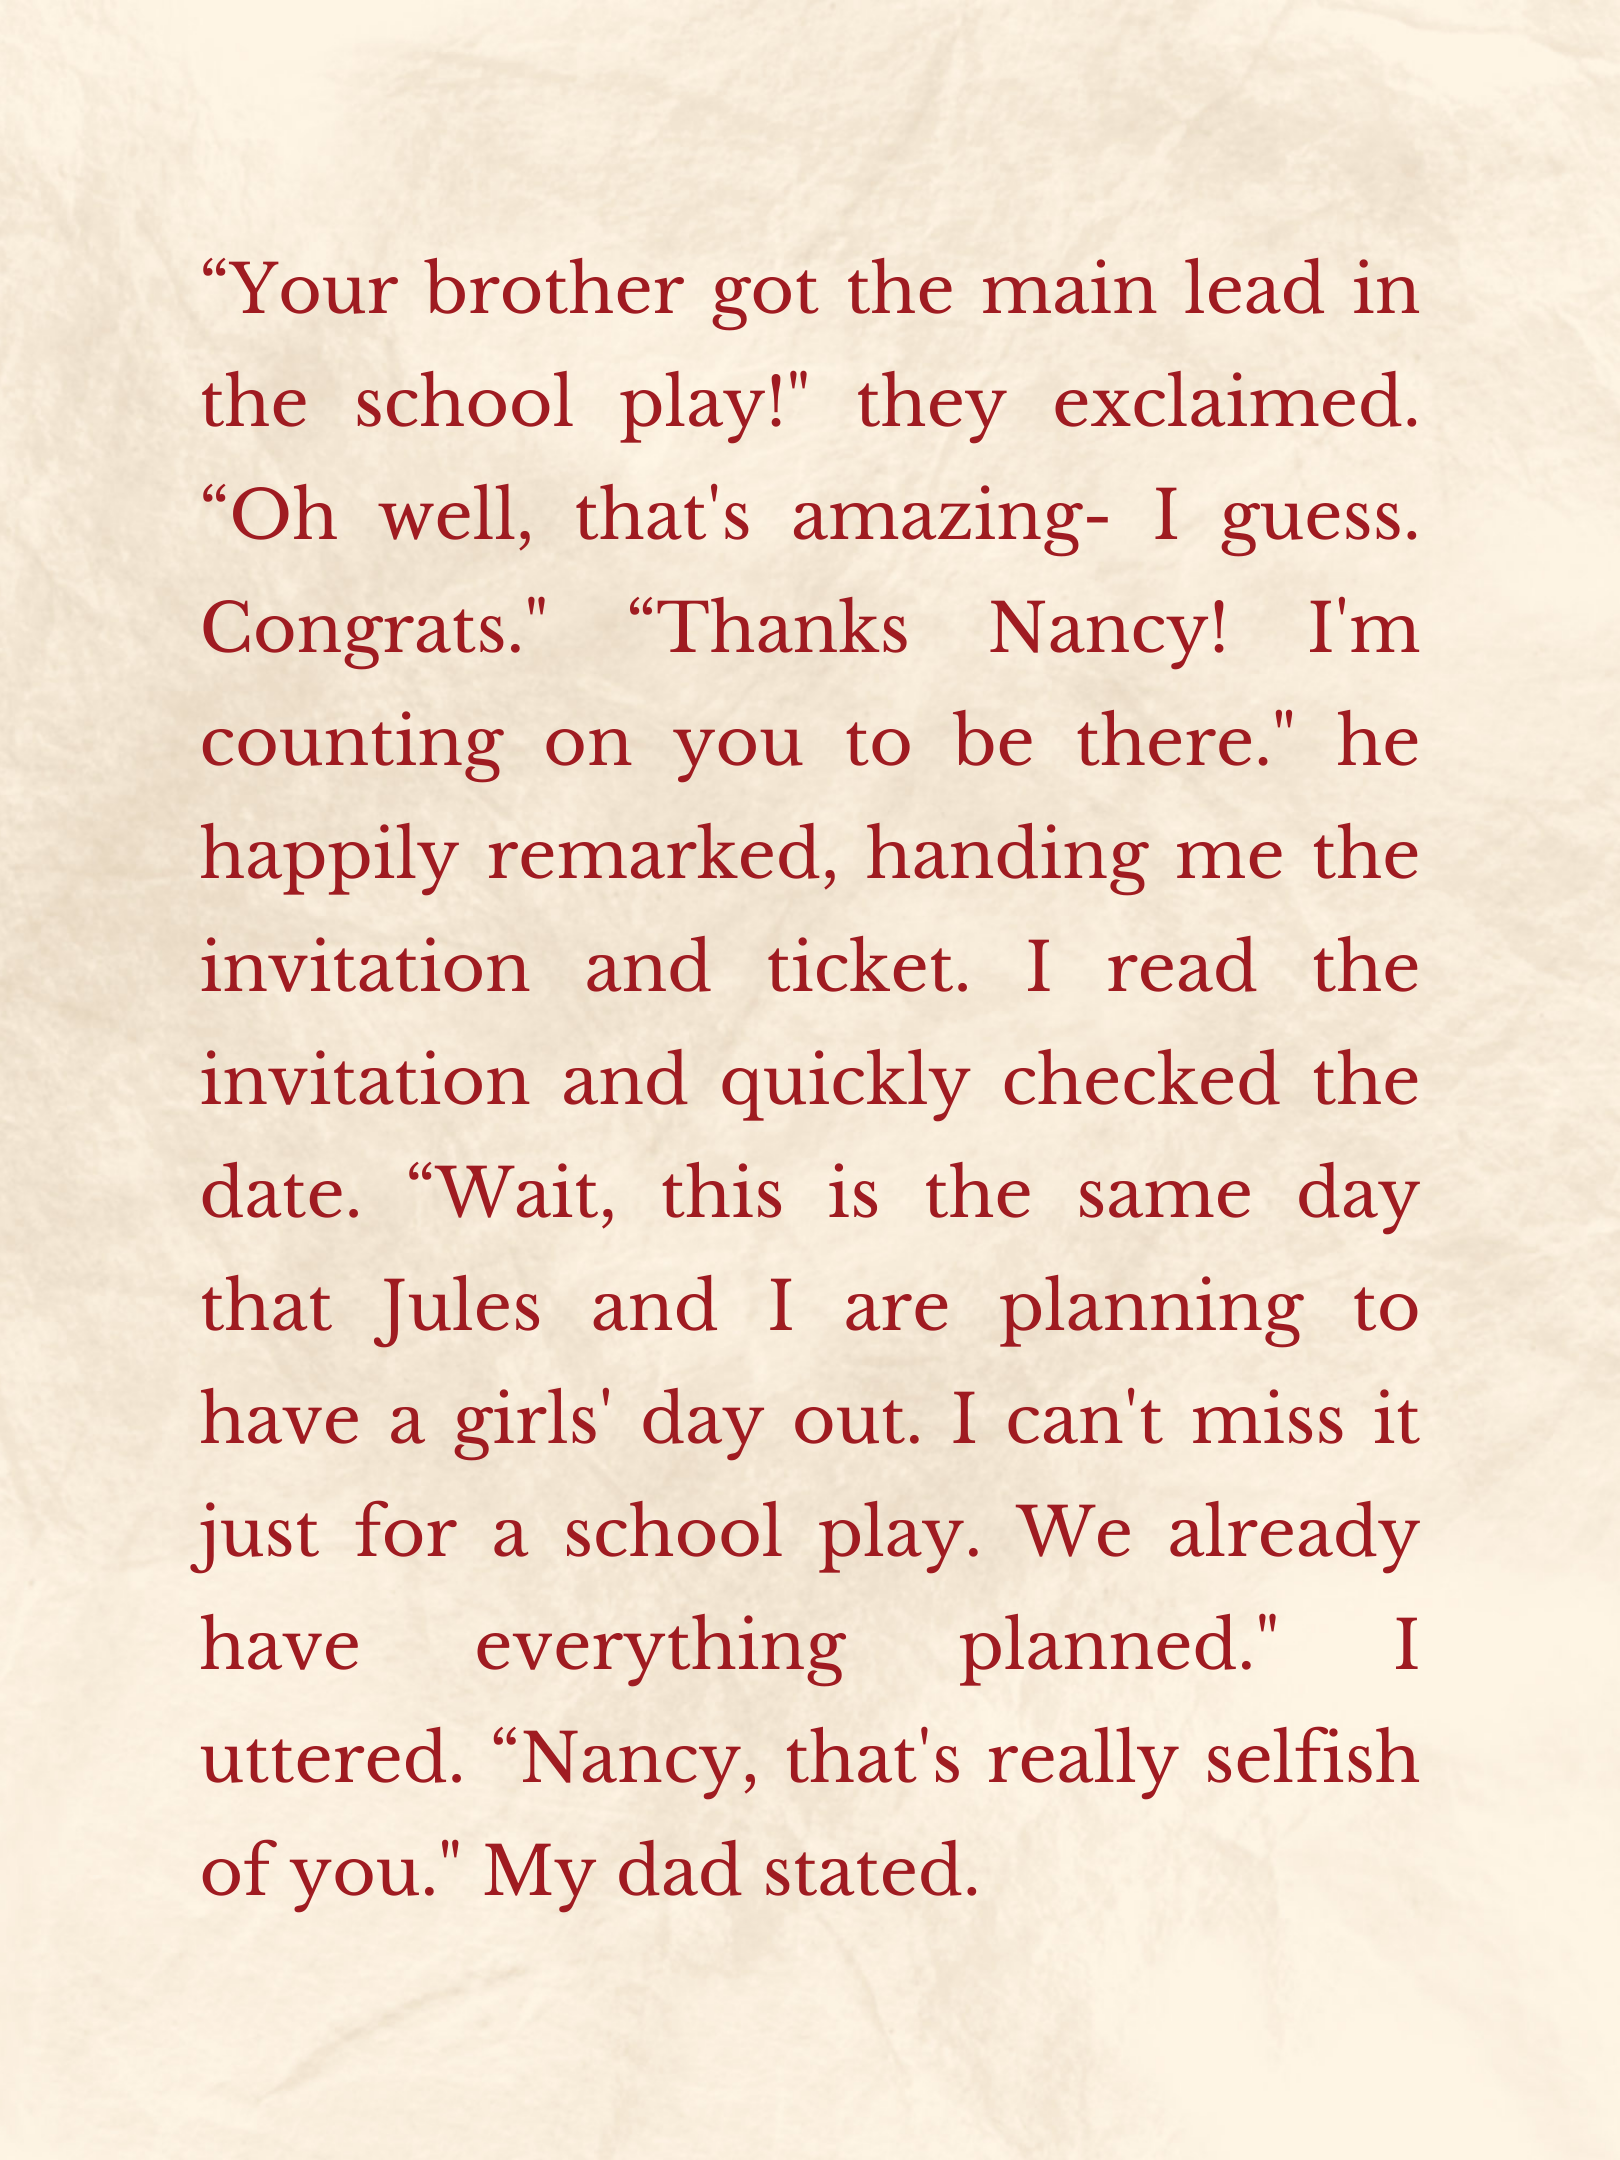 “Your brother got the main lead in
the school play!" they exclaimed.
“Oh well, that's amazing- I guess.
Congrats." “Thanks Nancy! I'm
counting on you to be there." he
happily remarked, handing me the
invitation and ticket. I read the
invitation and quickly checked the
date. “Wait, this is the same day
that Jules and I are planning to
have a girls' day out. I can't miss it
just for a school play. We already
have everything planned." I
uttered. “Nancy, that's really selfish
of you." My dad stated.